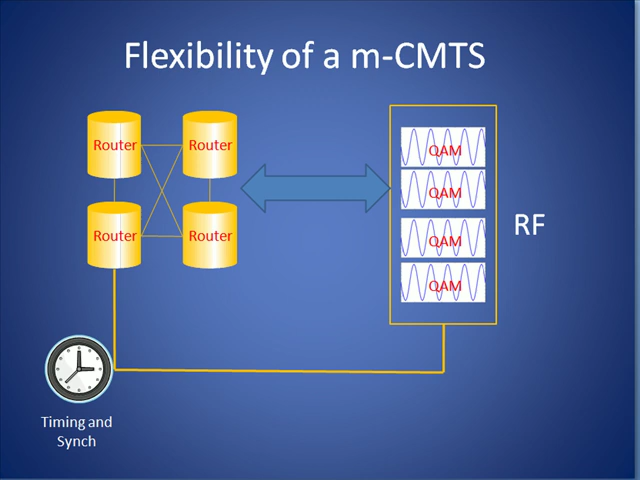 Flexibility of a m-CMTS
Router
Router
Router
Router
QAM
QAM
QAM
QAM
RF
Timing and
Synch